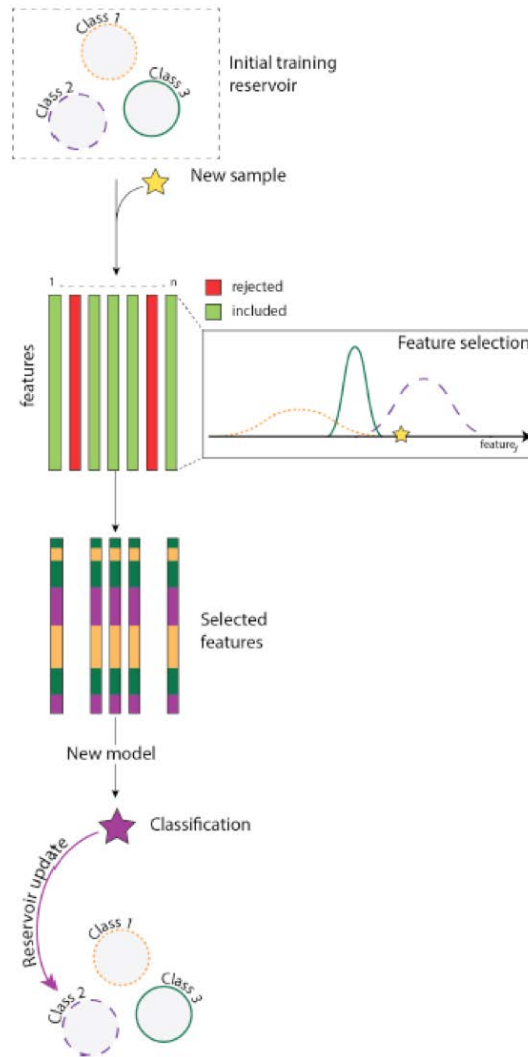 Class 1
Class 2
Class 3
Initial training
reservoir
New sample
1
n
rejected
included
features
Feature selection
feature
Selected
features
New model
Classification
Reservoir update
Class 1
Class 2
Class 3